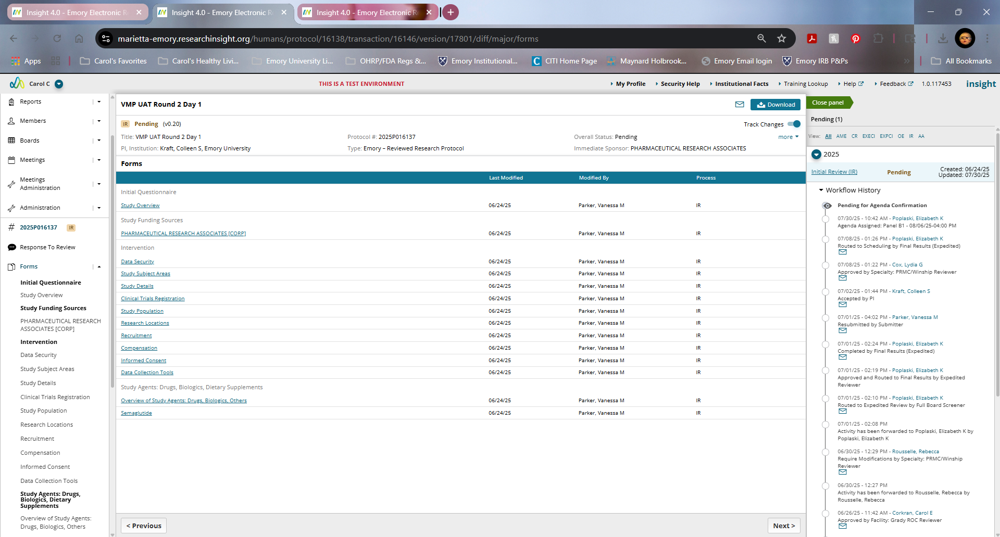 Insight 4.0 - Emory Electronic R
Insight 4.0 - Emory Electronic R
Insight 4.0 - Emory Electronic R
marietta-emory.researchinsight.org/humans/protocol/16138/transaction/16146/version/17801/diff/major/forms
Apps
Carol's Favorites
Carol's Healthy Livi...
Emory University Li...
OHRP/FDA Regs &...
Emory Institutional...
CITI Home Page
Maynard Holbrook...
Emory Email login
Emory IRB P&Ps
All Bookmarks
Carol C
THIS IS A TEST ENVIRONMENT
My Profile
Security Help
Institutional Facts
Training Lookup
Help
Feedback
1.0.117453
insight
Reports
Members
Boards
Meetings
Meetings
Administration
Administration
# 2025P016137 IR
Response To Review
Forms
Initial Questionnaire
Study Overview
Study Funding Sources
PHARMACEUTICAL RESEARCH
ASSOCIATES [CORP]
Intervention
Data Security
Study Subject Areas
Study Details
Clinical Trials Registration
Study Population
Research Locations
Recruitment
Compensation
Informed Consent
Data Collection Tools
Study Agents: Drugs,
Biologics, Dietary
Supplements
Overview of Study Agents:
Drugs, Biologics, Others
VMP UAT Round 2 Day 1
Download
IR Pending (v0.20)
Track Changes
Title: VMP UAT Round 2 Day 1
Protocol #: 2025P016137
Overall Status: Pending
more
PI, Institution: Kraft, Colleen S, Emory University
Type: Emory – Reviewed Research Protocol
Immediate Sponsor: PHARMACEUTICAL RESEARCH ASSOCIATES
Forms
Last Modified Modified By Process
Initial Questionnaire
Study Overview 06/24/25 Parker, Vanessa M IR
Study Funding Sources
PHARMACEUTICAL RESEARCH ASSOCIATES [CORP] 06/24/25 Parker, Vanessa M IR
Intervention
Data Security 06/24/25 Parker, Vanessa M IR
Study Subject Areas 06/24/25 Parker, Vanessa M IR
Study Details 06/24/25 Parker, Vanessa M IR
Clinical Trials Registration 06/24/25 Parker, Vanessa M IR
Study Population 06/24/25 Parker, Vanessa M IR
Research Locations 06/24/25 Parker, Vanessa M IR
Recruitment 06/24/25 Parker, Vanessa M IR
Compensation 06/24/25 Parker, Vanessa M IR
Informed Consent 06/24/25 Parker, Vanessa M IR
Data Collection Tools 06/24/25 Parker, Vanessa M IR
Study Agents: Drugs, Biologics, Dietary Supplements
Overview of Study Agents: Drugs, Biologics, Others 06/24/25 Parker, Vanessa M IR
Semaglutide 06/24/25 Parker, Vanessa M IR
< Previous
Next >
Close panel
Pending (1)
View: All AME CR EXECI EXPCI OE IR AA
2025
Initial Review (IR)
Pending
Created: 06/24/25
Updated: 07/30/25
Workflow History
Pending for Agenda Confirmation
07/30/25 - 10:42 AM - Poplaski, Elizabeth K
Agenda Assigned: Panel B1 - 08/06/25-04:00 PM
07/08/25 - 01:26 PM - Poplaski, Elizabeth K
Routed to Scheduling by Final Results (Expedited)
07/08/25 - 01:22 PM - Cox, Lydia G
Approved by Specialty: PRMC/Winship Reviewer
07/02/25 - 01:44 PM - Kraft, Colleen S
Accepted by PI
07/01/25 - 04:02 PM - Parker, Vanessa M
Resubmitted by Submitter
07/01/25 - 02:24 PM - Poplaski, Elizabeth K
Completed by Final Results (Expedited)
07/01/25 - 02:19 PM - Poplaski, Elizabeth K
Approved and Routed to Final Results by Expedited
Reviewer
07/01/25 - 02:10 PM - Poplaski, Elizabeth K
Routed to Expedited Review by Full Board Screener
07/01/25 - 02:08 PM
Activity has been forwarded to Poplaski, Elizabeth K by
Poplaski, Elizabeth K
06/30/25 - 12:29 PM - Rousselle, Rebecca
Require Modifications by Specialty: PRMC/Winship
Reviewer
06/30/25 - 12:27 PM
Activity has been forwarded to Rousselle, Rebecca by
Rousselle, Rebecca
06/26/25 - 11:42 AM - Corkran, Carol E
Approved by Facility: Grady ROC Reviewer